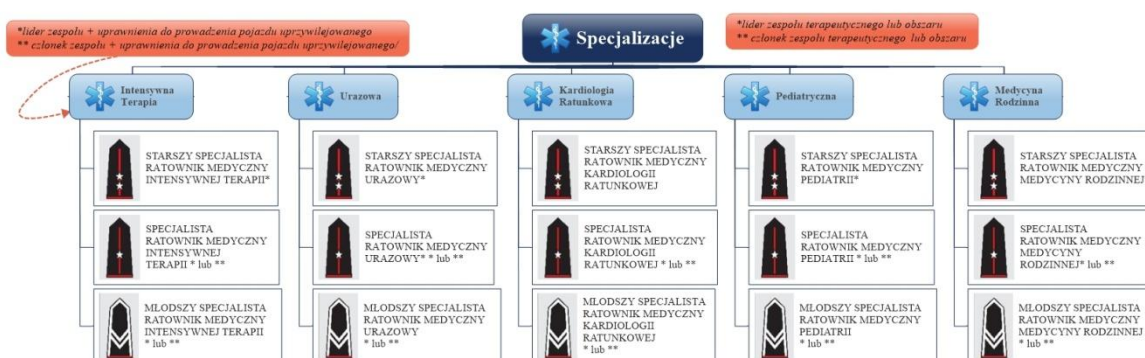 *lider zespołu + uprawnienia do prowadzenia pojazdu uprzywilejowanego
** członek zespołu + uprawnienia do prowadzenia pojazdu uprzywilejowanego/
Specjalizacje
*lider zespołu terapeutycznego lub obszaru
** członek zespołu terapeutycznego lub obszaru
Intensywna
Terapia
Urazowa
Kardiologia
Ratunkowa
Pediatryczna
Medycyna
Rodzinna
STARSZY SPECJALISTA
RATOWNIK MEDYCZNY
INTENSYWNEJ TERAPII*
STARSZY SPECJALISTA
RATOWNIK MEDYCZNY
URAZOWY*
STARSZY SPECJALISTA
RATOWNIK MEDYCZNY
KARDIOLOGII
RATUNKOWEJ
STARSZY SPECJALISTA
RATOWNIK MEDYCZNY
PEDIATRII*
STARSZY SPECJALISTA
RATOWNIK MEDYCZNY
MEDYCYNY RODZINNEJ
SPECJALISTA
RATOWNIK MEDYCZNY
INTENSYWNEJ
TERAPII * lub **
SPECJALISTA
RATOWNIK MEDYCZNY
URAZOWY* * lub **
SPECJALISTA
RATOWNIK MEDYCZNY
KARDIOLOGII
RATUNKOWEJ * lub **
SPECJALISTA
RATOWNIK MEDYCZNY
PEDIATRII * lub **
SPECJALISTA
RATOWNIK MEDYCZNY
MEDYCYNY
RODZINNEJ* lub **
MŁODSZY SPECJALISTA
RATOWNIK MEDYCZNY
INTENSYWNEJ TERAPII
* lub **
MŁODSZY SPECJALISTA
RATOWNIK MEDYCZNY
URAZOWY
* lub **
MŁODSZY SPECJALISTA
RATOWNIK MEDYCZNY
KARDIOLOGII
RATUNKOWEJ
* lub **
MŁODSZY SPECJALISTA
RATOWNIK MEDYCZNY
PEDIATRII
* lub **
MŁODSZY SPECJALISTA
RATOWNIK MEDYCZNY
MEDYCYNY RODZINNEJ
* lub **